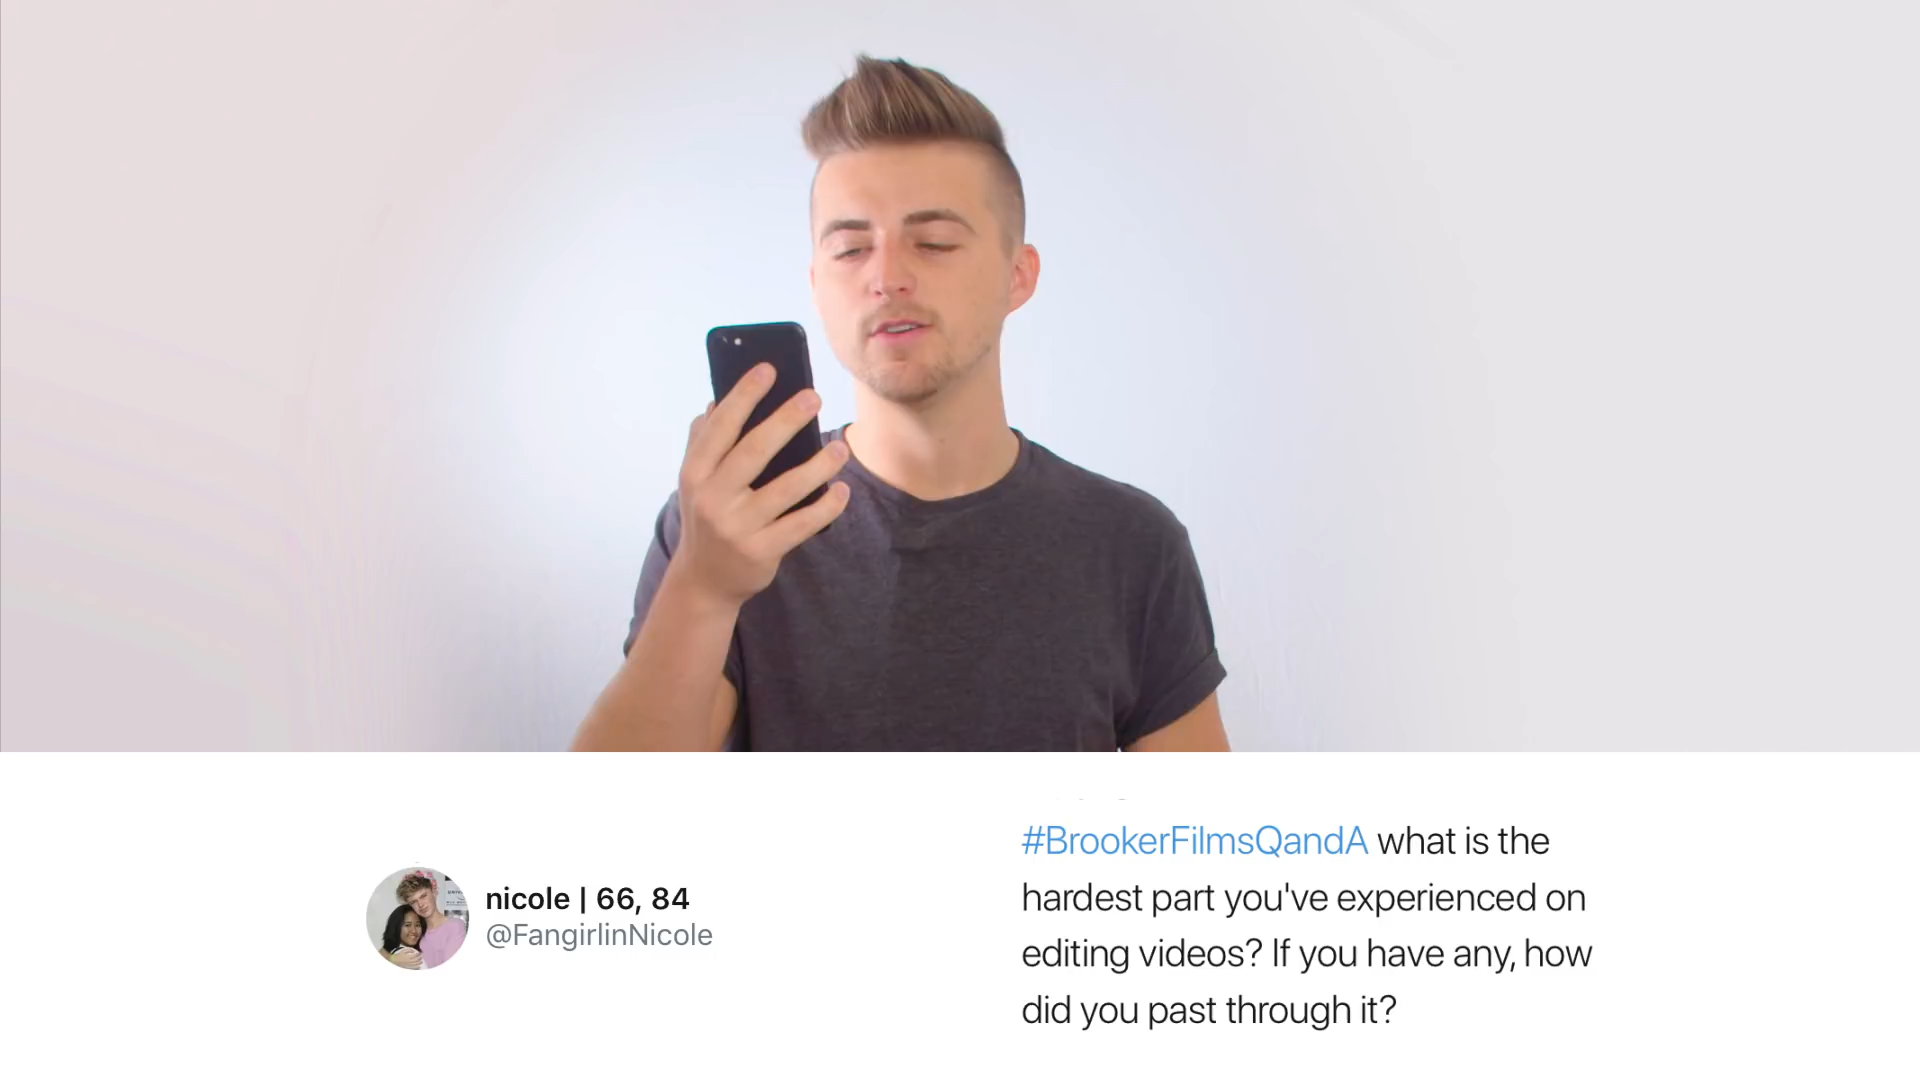 nicole | 66, 84
@FangirlinNicole
#BrookerFilmsQandA what is the
hardest part you've experienced on
editing videos? If you have any, how
did you past through it?